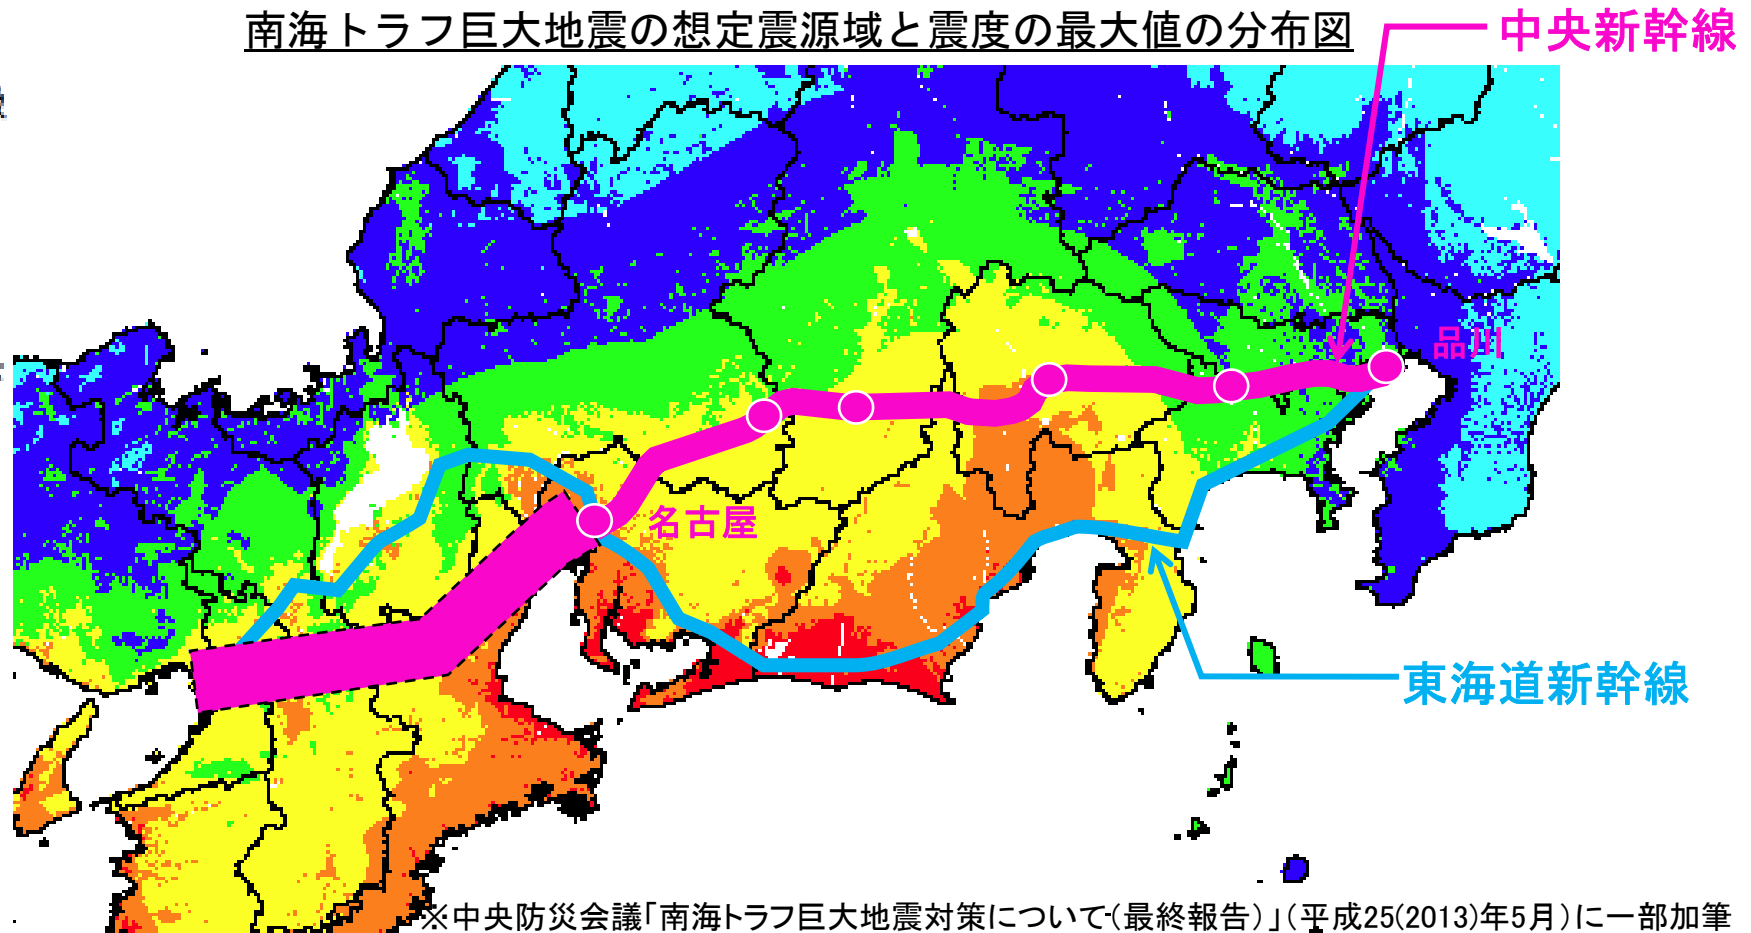 南海トラフ巨大地震の想定震源域と震度の最大値の分布図
中央新幹線
品川
名古屋
東海道新幹線
※中央防災会議「南海トラフ巨大地震対策について(最終報告)」(平成25(2013)年5月)に一部加筆